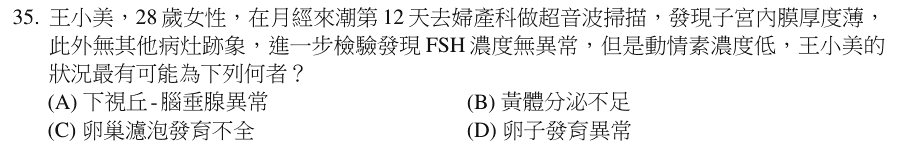 35. 王小美，28 歲女性，在月經來潮第 12 天去婦產科做超音波掃描，發現子宮內膜厚度薄，
此外無其他病灶跡象，進一步檢驗發現 FSH 濃度無異常，但是動情素濃度低，王小美的
狀況最有可能為下列何者？
(A) 下視丘-腦垂腺異常 (B) 黃體分泌不足
(C) 卵巢濾泡發育不全 (D) 卵子發育異常